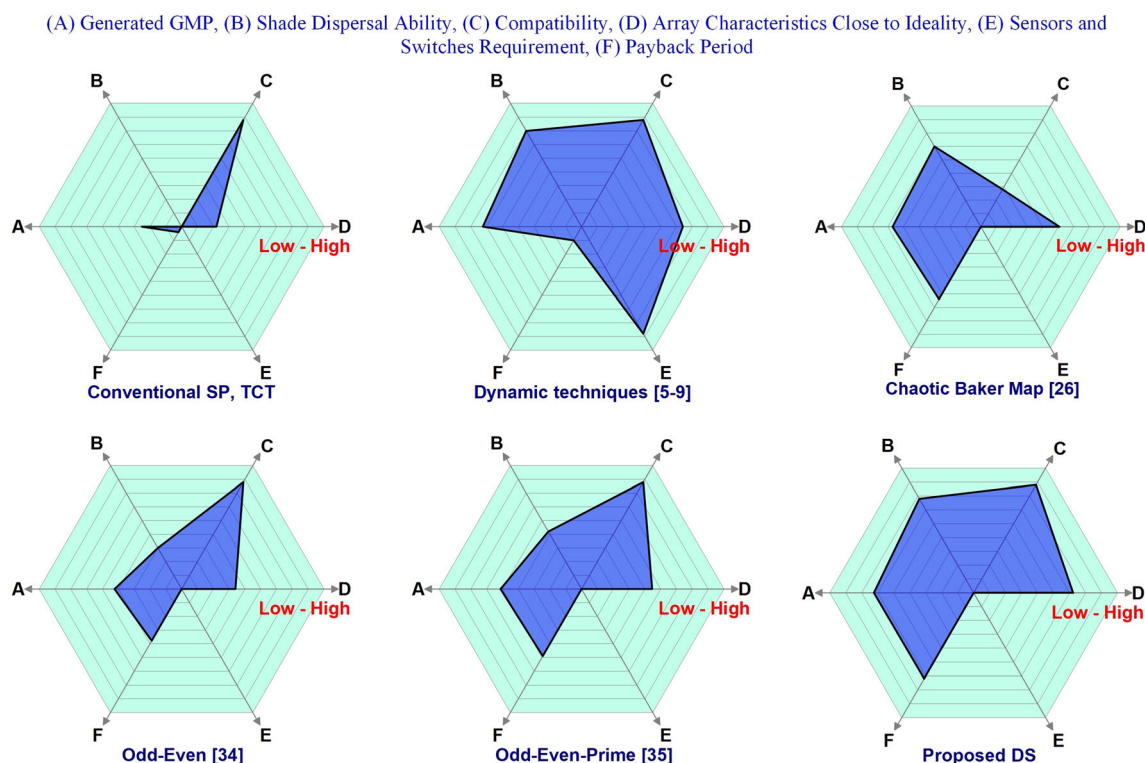 (A) Generated GMP, (B) Shade Dispersal Ability, (C) Compatibility, (D) Array Characteristics Close to Ideality, (E) Sensors and
Switches Requirement, (F) Payback Period
B
C
A
D
Low - High
F
E
Conventional SP, TCT
B
C
A
D
Low - High
F
E
Dynamic techniques [5-9]
B
C
A
D
Low - High
F
E
Chaotic Baker Map [26]
B
C
A
D
Low - High
F
E
Odd-Even [34]
B
C
A
D
Low - High
F
E
Odd-Even-Prime [35]
B
C
A
D
Low - High
F
E
Proposed DS